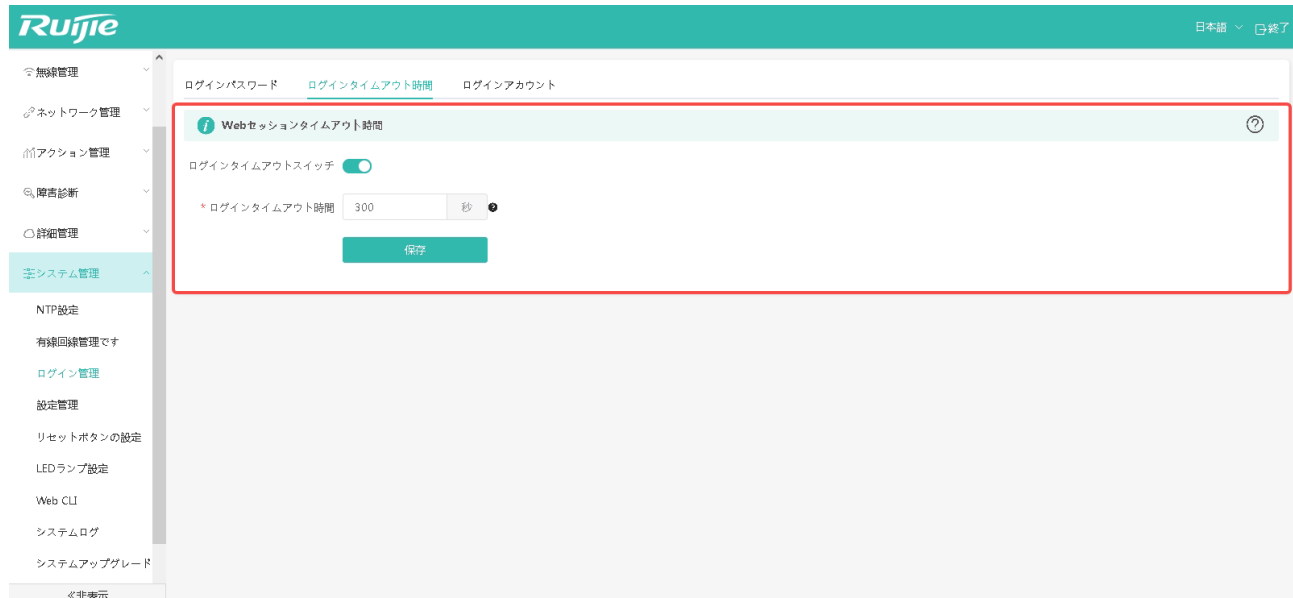 Ruijie
日本語
終了
無線管理
ネットワーク管理
アクション管理
障害診断
詳細管理
システム管理
NTP設定
有線回線管理です
ログイン管理
設定管理
リセットボタンの設定
LEDランプ設定
Web CLI
システムログ
システムアップグレード
≪非表示
ログインパスワード ログインタイムアウト時間 ログインアカウント
Webセッションタイムアウト時間
ログインタイムアウトスイッチ
* ログインタイムアウト時間 300 秒
保存